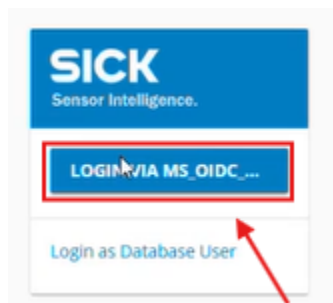 SICK
Sensor Intelligence.
LOGIN VIA MS_OIDC_...
Login as Database User